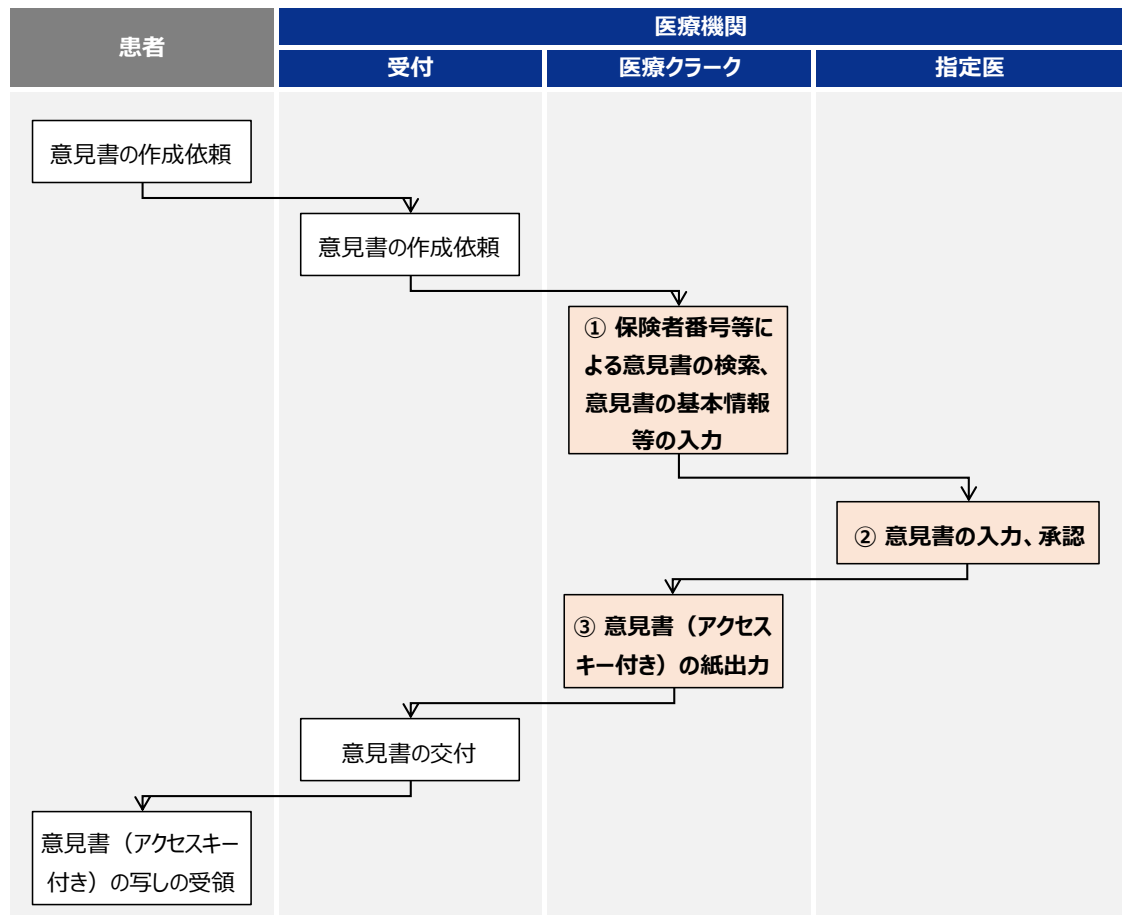 患者
医療機関
受付
医療クラーク
指定医
意見書の作成依頼
意見書の作成依頼
① 保険者番号等に
よる意見書の検索、
意見書の基本情報
等の入力
② 意見書の入力、承認
③ 意見書（アクセス
キー付き）の紙出力
意見書の交付
意見書（アクセスキー
付き）の写しの受領